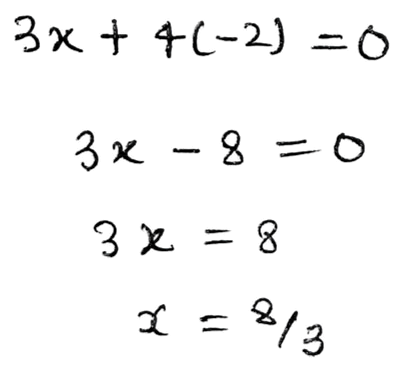 3x + 4(-2) = 0
3x - 8 = 0
3x = 8
x = 8/3